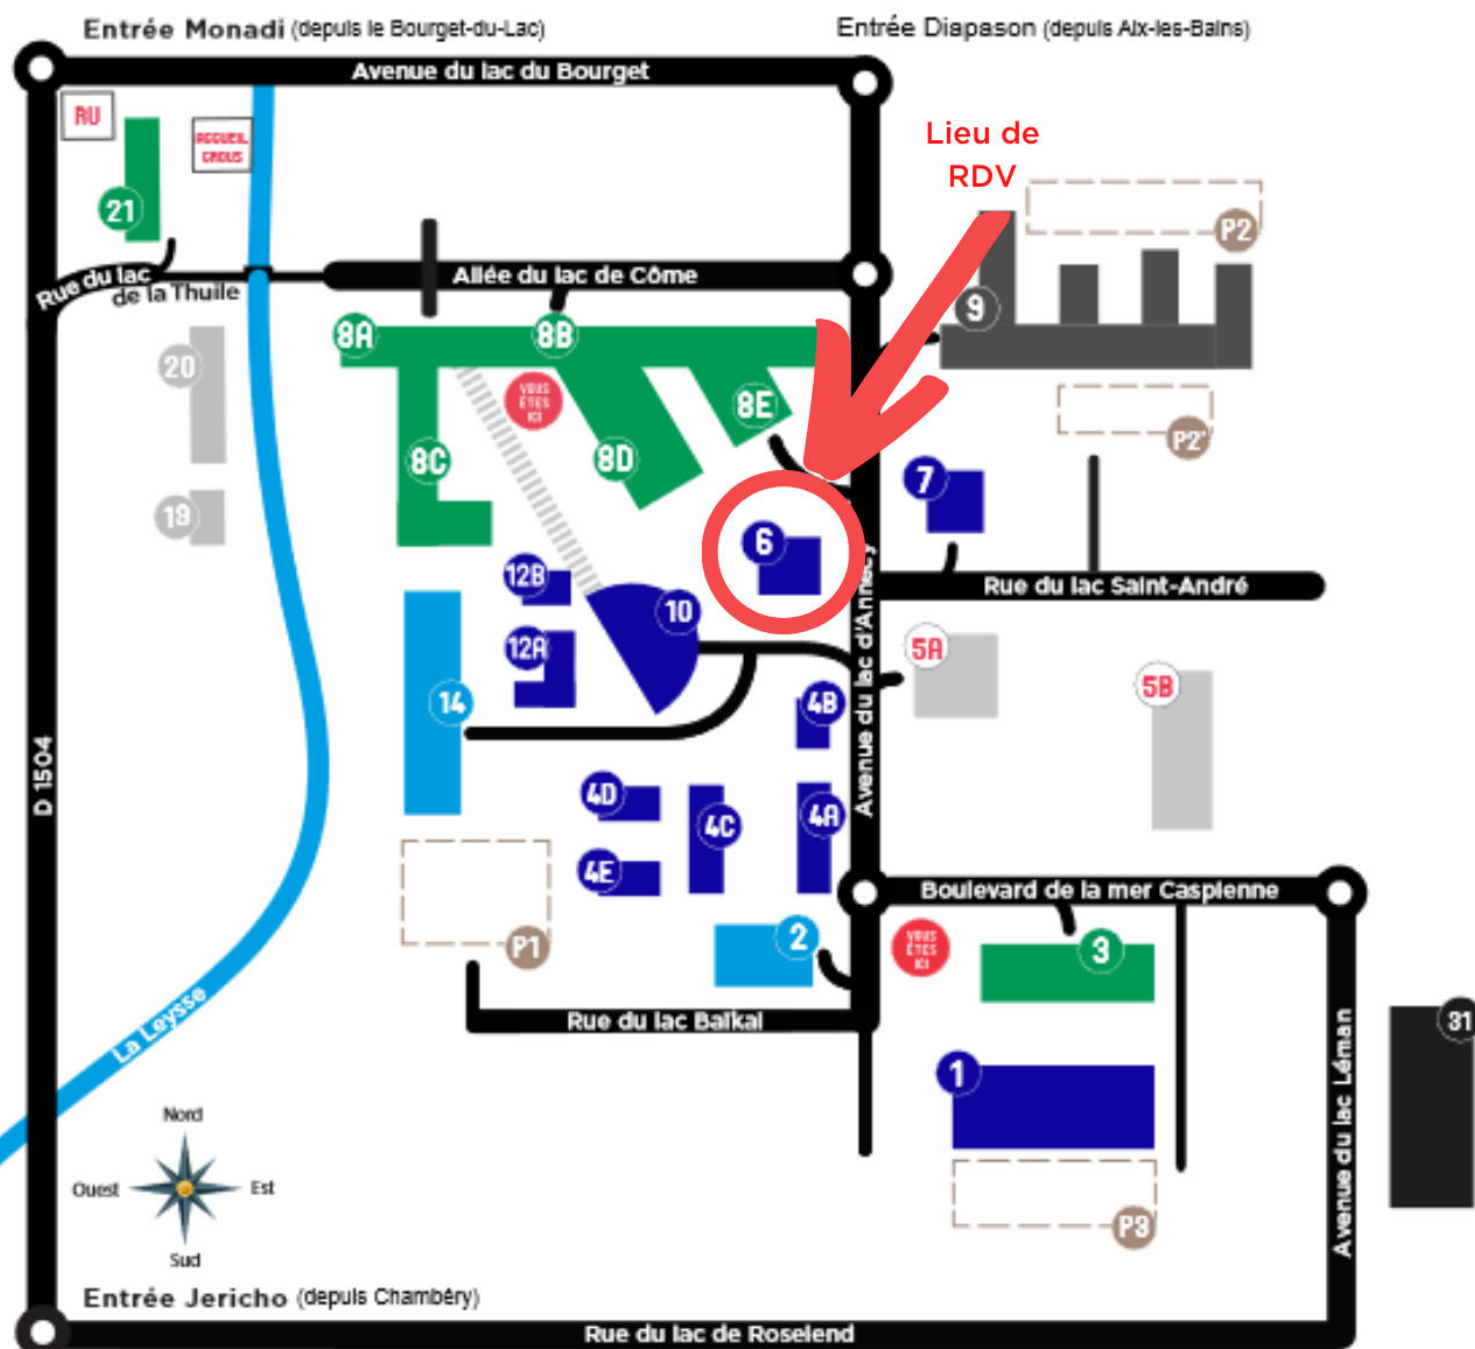 Entrée Monadi (depuis le Bourget-du-Lac)
Entrée Diapason (depuis Aix-les-Bains)
Avenue du lac du Bourget
RU
ACCUEIL
CROUS
Lieu de
RDV
21
P2
Rue du lac
de la Thuile
Allée du lac de Côme
9
8A
8B
20
VOUS
ÊTES
ICI
8E
P2'
8C
8D
7
19
6
12B
Rue du lac Saint-André
10
12A
5A
5B
14
4B
Avenue du lac d'Annecy
D 1504
4D
4C
4A
4E
Boulevard de la mer Caspienne
P1
2
VOUS
ÊTES
ICI
3
La Leysse
Rue du lac Baïkal
31
1
Avenue du lac Léman
Nord
Ouest
Est
Sud
P3
Entrée Jericho (depuis Chambéry)
Rue du lac de Roselend